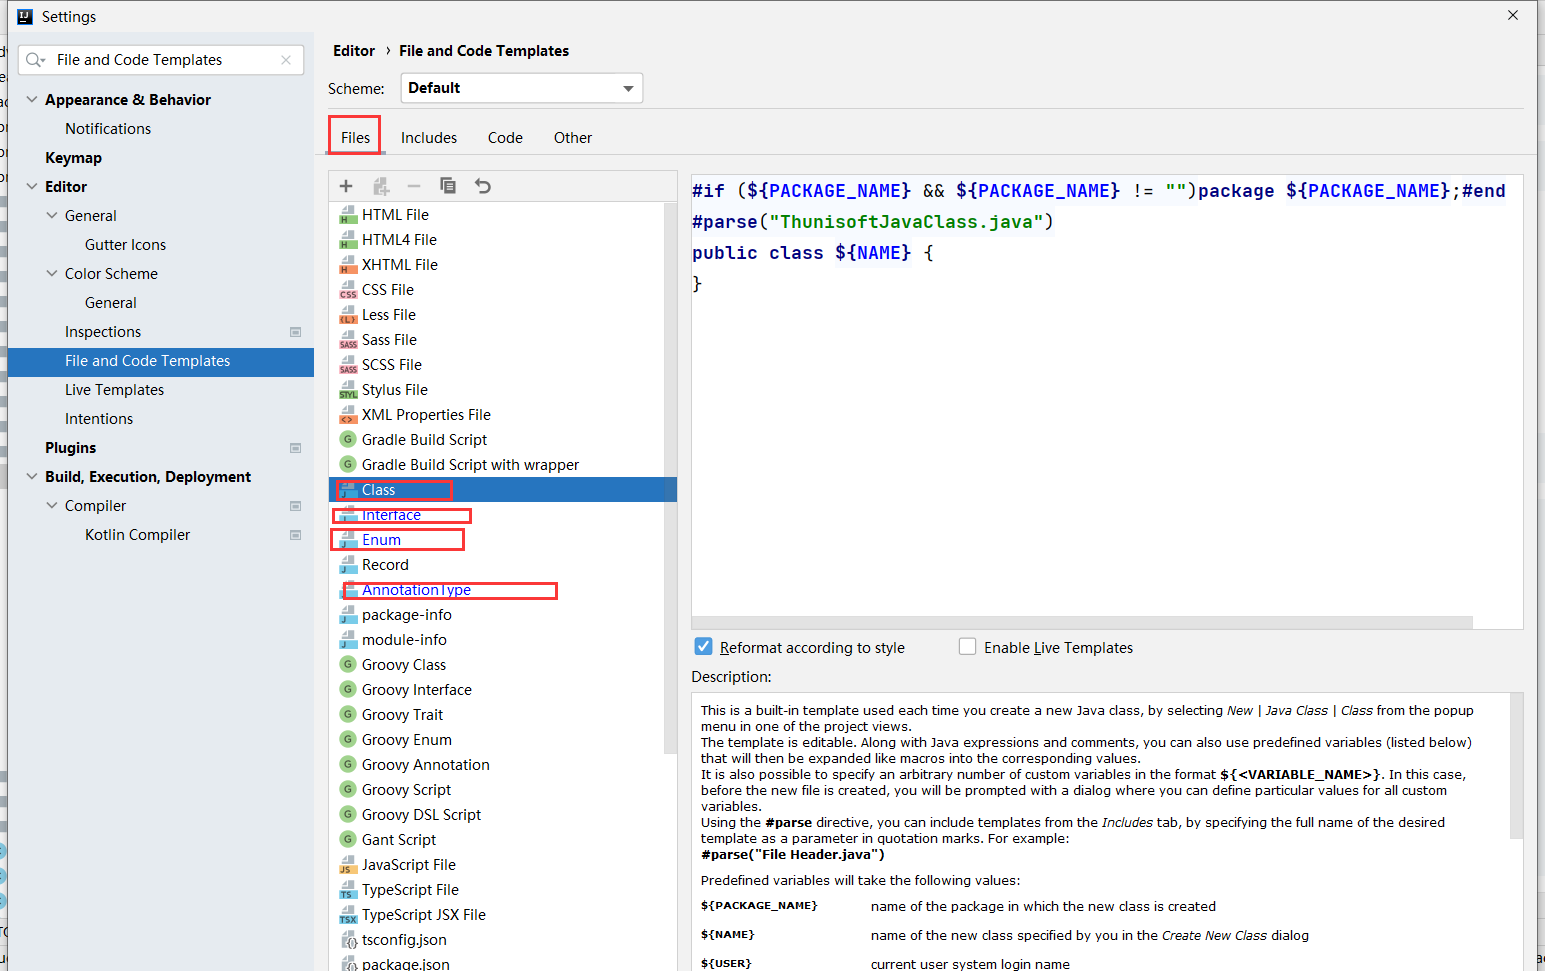 Settings
File and Code Templates
Appearance & Behavior
Notifications
Keymap
Editor
General
Gutter Icons
Color Scheme
General
Inspections
File and Code Templates
Live Templates
Intentions
Plugins
Build, Execution, Deployment
Compiler
Kotlin Compiler
Editor › File and Code Templates
Scheme: Default
Files Includes Code Other
HTML File
HTML4 File
XHTML File
CSS File
Less File
Sass File
SCSS File
Stylus File
XML Properties File
Gradle Build Script
Gradle Build Script with wrapper
Class
Interface
Enum
Record
AnnotationType
package-info
module-info
Groovy Class
Groovy Interface
Groovy Trait
Groovy Enum
Groovy Annotation
Groovy Script
Groovy DSL Script
Gant Script
JavaScript File
TypeScript File
TypeScript JSX File
tsconfig.json
package.json
#if (${PACKAGE_NAME} && ${PACKAGE_NAME} != "")package ${PACKAGE_NAME};#end
#parse("ThunisoftJavaClass.java")
public class ${NAME} {
}
Reformat according to style Enable Live Templates
Description:
This is a built-in template used each time you create a new Java class, by selecting New | Java Class | Class from the popup
menu in one of the project views.
The template is editable. Along with Java expressions and comments, you can also use predefined variables (listed below)
that will then be expanded like macros into the corresponding values.
It is also possible to specify an arbitrary number of custom variables in the format ${<VARIABLE_NAME>}. In this case,
before the new file is created, you will be prompted with a dialog where you can define particular values for all custom
variables.
Using the #parse directive, you can include templates from the Includes tab, by specifying the full name of the desired
template as a parameter in quotation marks. For example:
#parse("File Header.java")
Predefined variables will take the following values:
${PACKAGE_NAME} name of the package in which the new class is created
${NAME} name of the new class specified by you in the Create New Class dialog
${USER} current user system login name